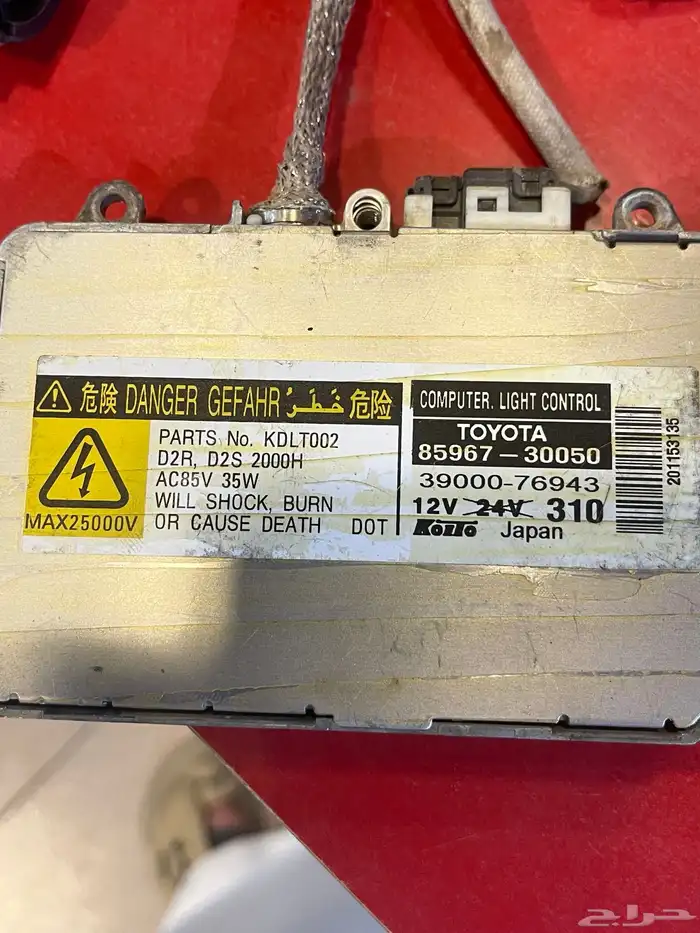 危険 DANGER GEFAHR خَطَر 危险
MAX25000V
PARTS No. KDLT002
D2R, D2S 2000H
AC85V 35W
WILL SHOCK, BURN
OR CAUSE DEATH DOT
COMPUTER. LIGHT CONTROL
TOYOTA
85967-30050
39000-76943
12V 24V 310
KOITO Japan
201153135
حراج